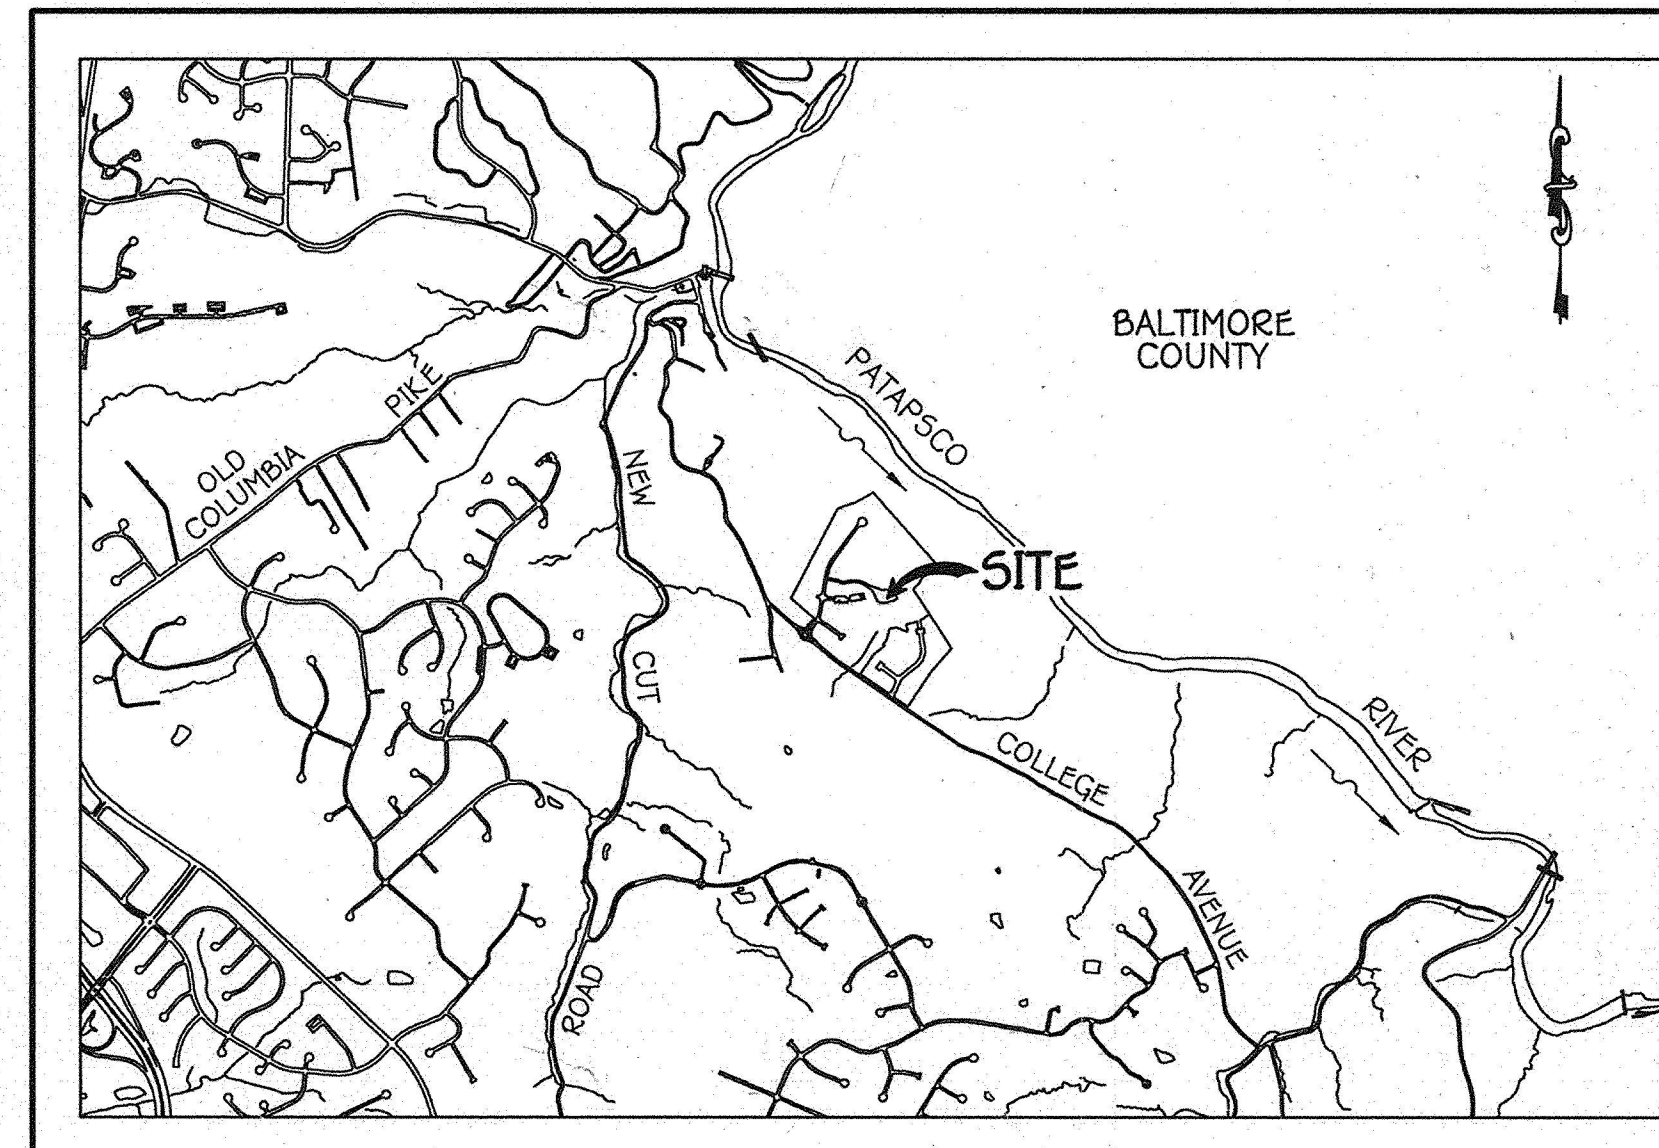 BALTIMORE
COUNTY
PATAPSCO
PIKE
OLD
COLUMBIA
NEW
SITE
CUT
RIVER
COLLEGE
AVENUE
ROAD